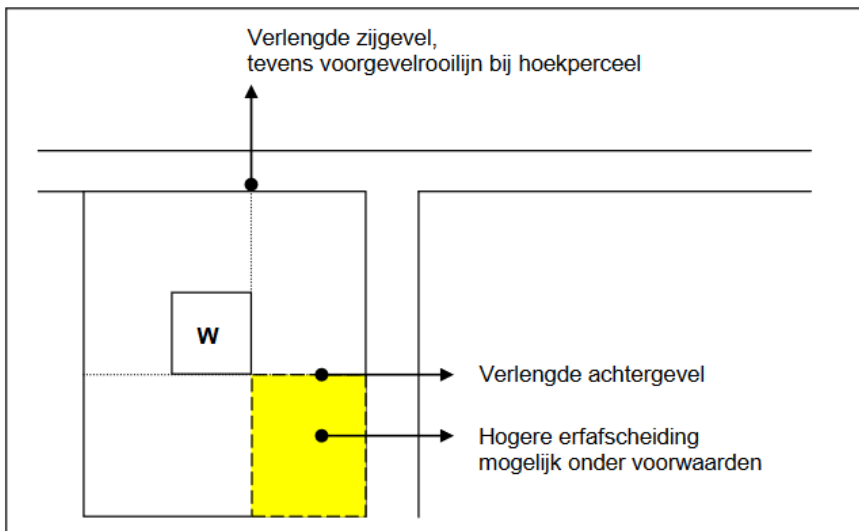 Verlengde zijgevel,
tevens voorgevelrooilijn bij hoekperceel
W
Verlengde achtergevel
Hogere erfafscheiding
mogelijk onder voorwaarden